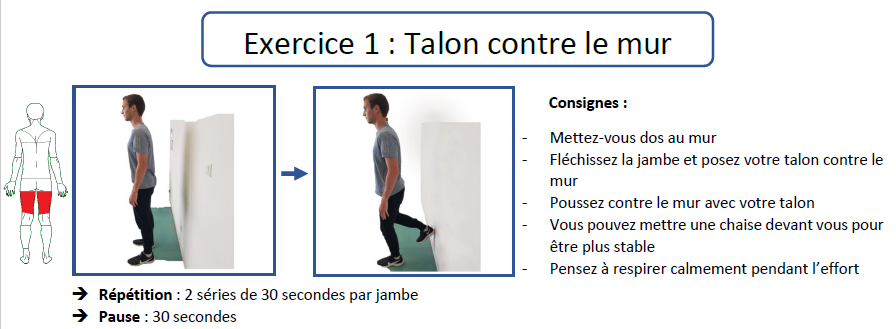 Exercice 1 : Talon contre le mur
Consignes :
- Mettez-vous dos au mur
- Fléchissez la jambe et posez votre talon contre le
mur
- Poussez contre le mur avec votre talon
- Vous pouvez mettre une chaise devant vous pour
être plus stable
- Pensez à respirer calmement pendant l’effort
➔ Répétition : 2 séries de 30 secondes par jambe
➔ Pause : 30 secondes